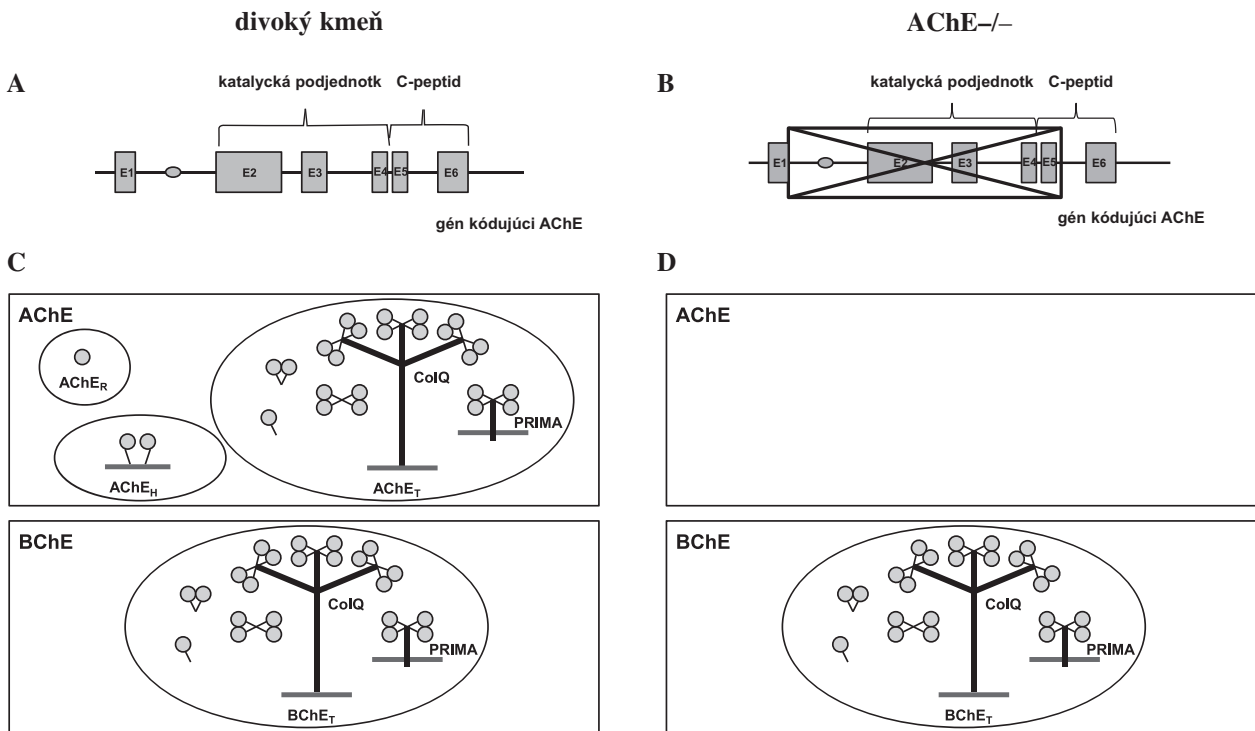 divoký kmeň
AChE–/–
A
katalycká podjednotk
C-peptid
E1
E2
E3
E4
E5
E6
gén kódujúci AChE
B
katalycká podjednotk
C-peptid
E1
E2
E3
E4
E5
E6
gén kódujúci AChE
C
AChE
AChER
AChEH
ColQ
PRIMA
AChET
BChE
ColQ
PRIMA
BChET
D
AChE
BChE
ColQ
PRIMA
BChET